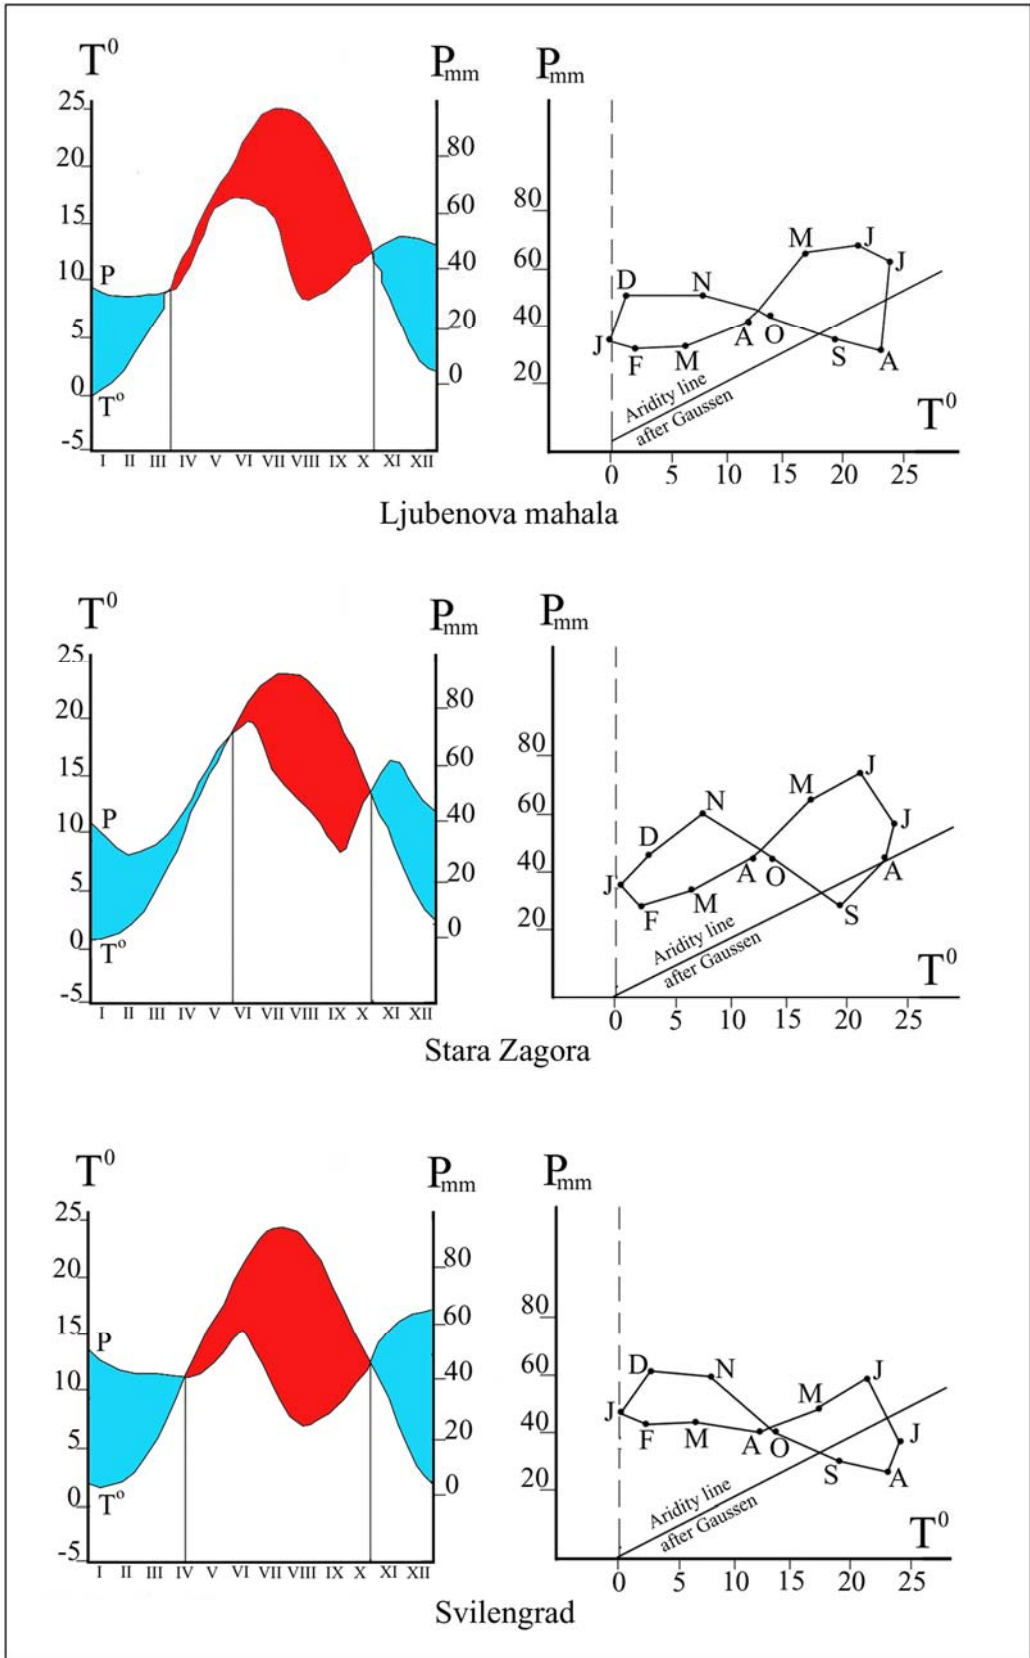 T⁰ P mm
25
20
15
10
5
0
-5
80
60
40
20
0
P
T°
I II III IV V VI VII VIII IX X XI XII
P mm
80
60
40
20
D N M J J
J F M A O S A
Aridity line
after Gaussen
T⁰
0 5 10 15 20 25
Ljubenova mahala
T⁰ P mm
25
20
15
10
5
0
-5
80
60
40
20
0
P
T°
I II III IV V VI VII VIII IX X XI XII
P mm
80
60
40
20
D N M J J
J F M A O S A
Aridity line
after Gaussen
T⁰
0 5 10 15 20 25
Stara Zagora
T⁰ P mm
25
20
15
10
5
0
-5
80
60
40
20
0
P
T°
I II III IV V VI VII VIII IX X XI XII
P mm
80
60
40
20
D N M J J
J F M A O S A
Aridity line
after Gaussen
T⁰
0 5 10 15 20 25
Svilengrad